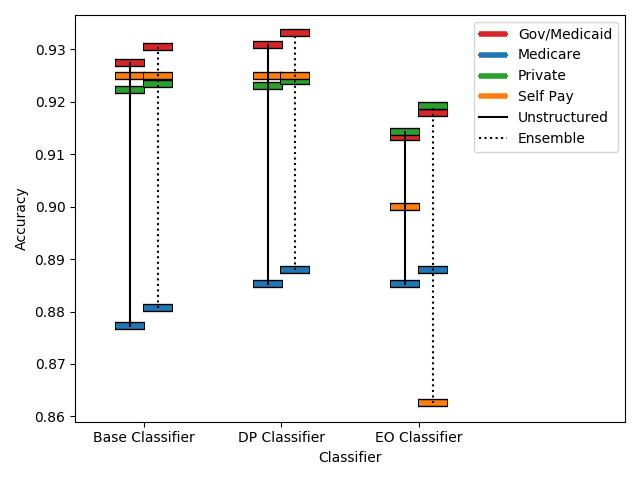 Gov/Medicaid
Medicare
Private
Self Pay
Unstructured
Ensemble
Accuracy
0.93
0.92
0.91
0.90
0.89
0.88
0.87
0.86
Base Classifier
DP Classifier
EO Classifier
Classifier